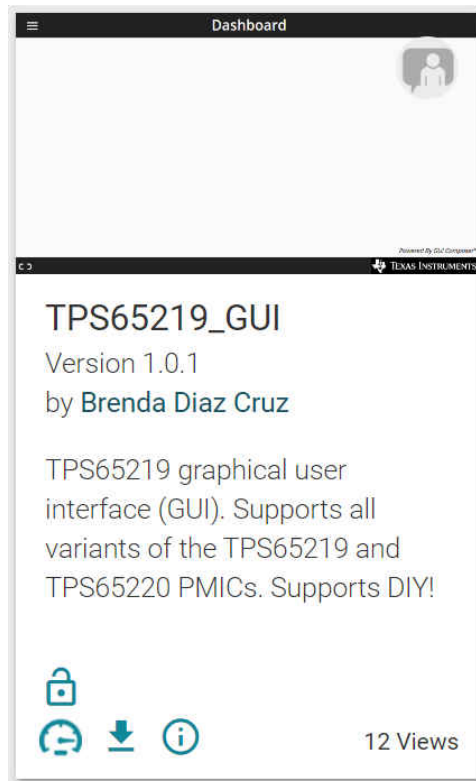 Dashboard
Powered By GUI Composer™
TEXAS INSTRUMENTS
TPS65219_GUI
Version 1.0.1
by Brenda Diaz Cruz
TPS65219 graphical user
interface (GUI). Supports all
variants of the TPS65219 and
TPS65220 PMICs. Supports DIY!
12 Views